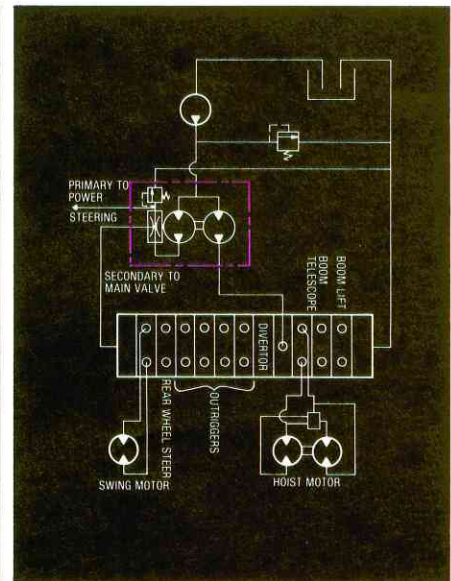 PRIMARY TO
POWER
STEERING
SECONDARY TO
MAIN VALVE
DIVERTOR
BOOM
TELESCOPE
BOOM LIFT
REAR WHEEL STEER
OUTRIGGERS
SWING MOTOR
HOIST MOTOR